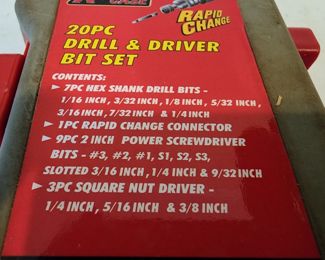 CASE
RAPID
CHANGE
20PC
DRILL & DRIVER
BIT SET
CONTENTS:
▶ 7PC HEX SHANK DRILL BITS -
1/16 INCH, 3/32 INCH, 1/8 INCH, 5/32 INCH,
3/16 INCH, 7/32 INCH & 1/4 INCH
▶ 1PC RAPID CHANGE CONNECTOR
▶ 9PC 2 INCH POWER SCREWDRIVER
BITS - #3, #2, #1, S1, S2, S3,
SLOTTED 3/16 INCH, 1/4 INCH & 9/32 INCH
▶ 3PC SQUARE NUT DRIVER -
1/4 INCH, 5/16 INCH & 3/8 INCH